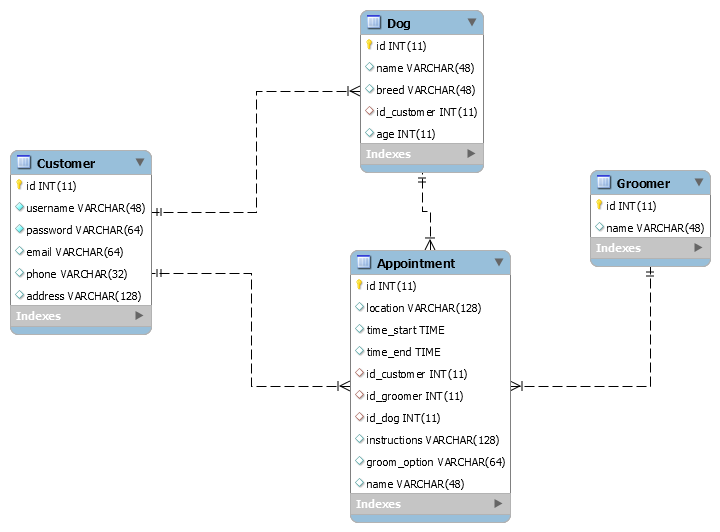 Dog
id INT(11)
name VARCHAR(48)
breed VARCHAR(48)
id_customer INT(11)
age INT(11)
Indexes
Customer
id INT(11)
username VARCHAR(48)
password VARCHAR(64)
email VARCHAR(64)
phone VARCHAR(32)
address VARCHAR(128)
Indexes
Groomer
id INT(11)
name VARCHAR(48)
Indexes
Appointment
id INT(11)
location VARCHAR(128)
time_start TIME
time_end TIME
id_customer INT(11)
id_groomer INT(11)
id_dog INT(11)
instructions VARCHAR(128)
groom_option VARCHAR(64)
name VARCHAR(48)
Indexes